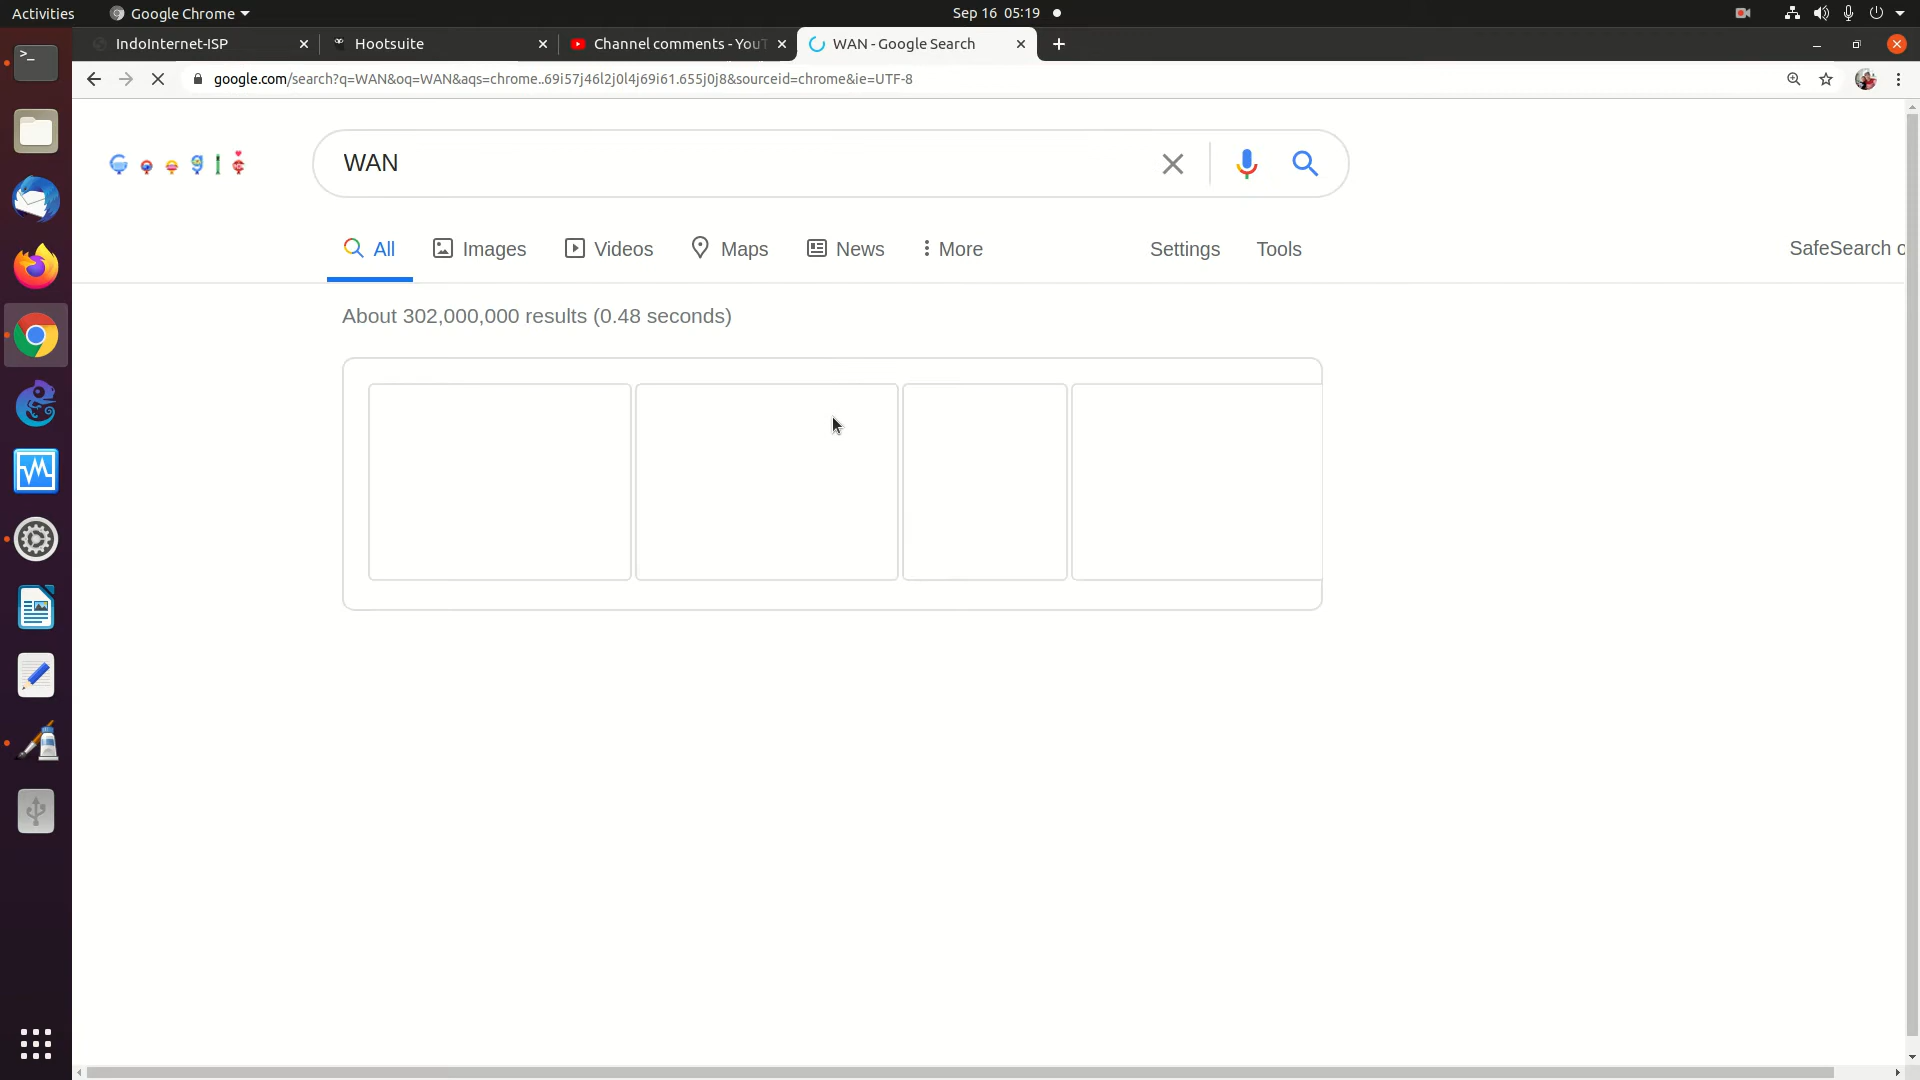 Activities
Google Chrome
Sep 16 05:19
IndoInternet-ISP
Hootsuite
Channel comments - YouT
WAN - Google Search
google.com/search?q=WAN&oq=WAN&aqs=chrome..69i57j46l2j0l4j69i61.655j0j8&sourceid=chrome&ie=UTF-8
Google
WAN
All
Images
Videos
Maps
News
More
Settings
Tools
SafeSearch o
About 302,000,000 results (0.48 seconds)